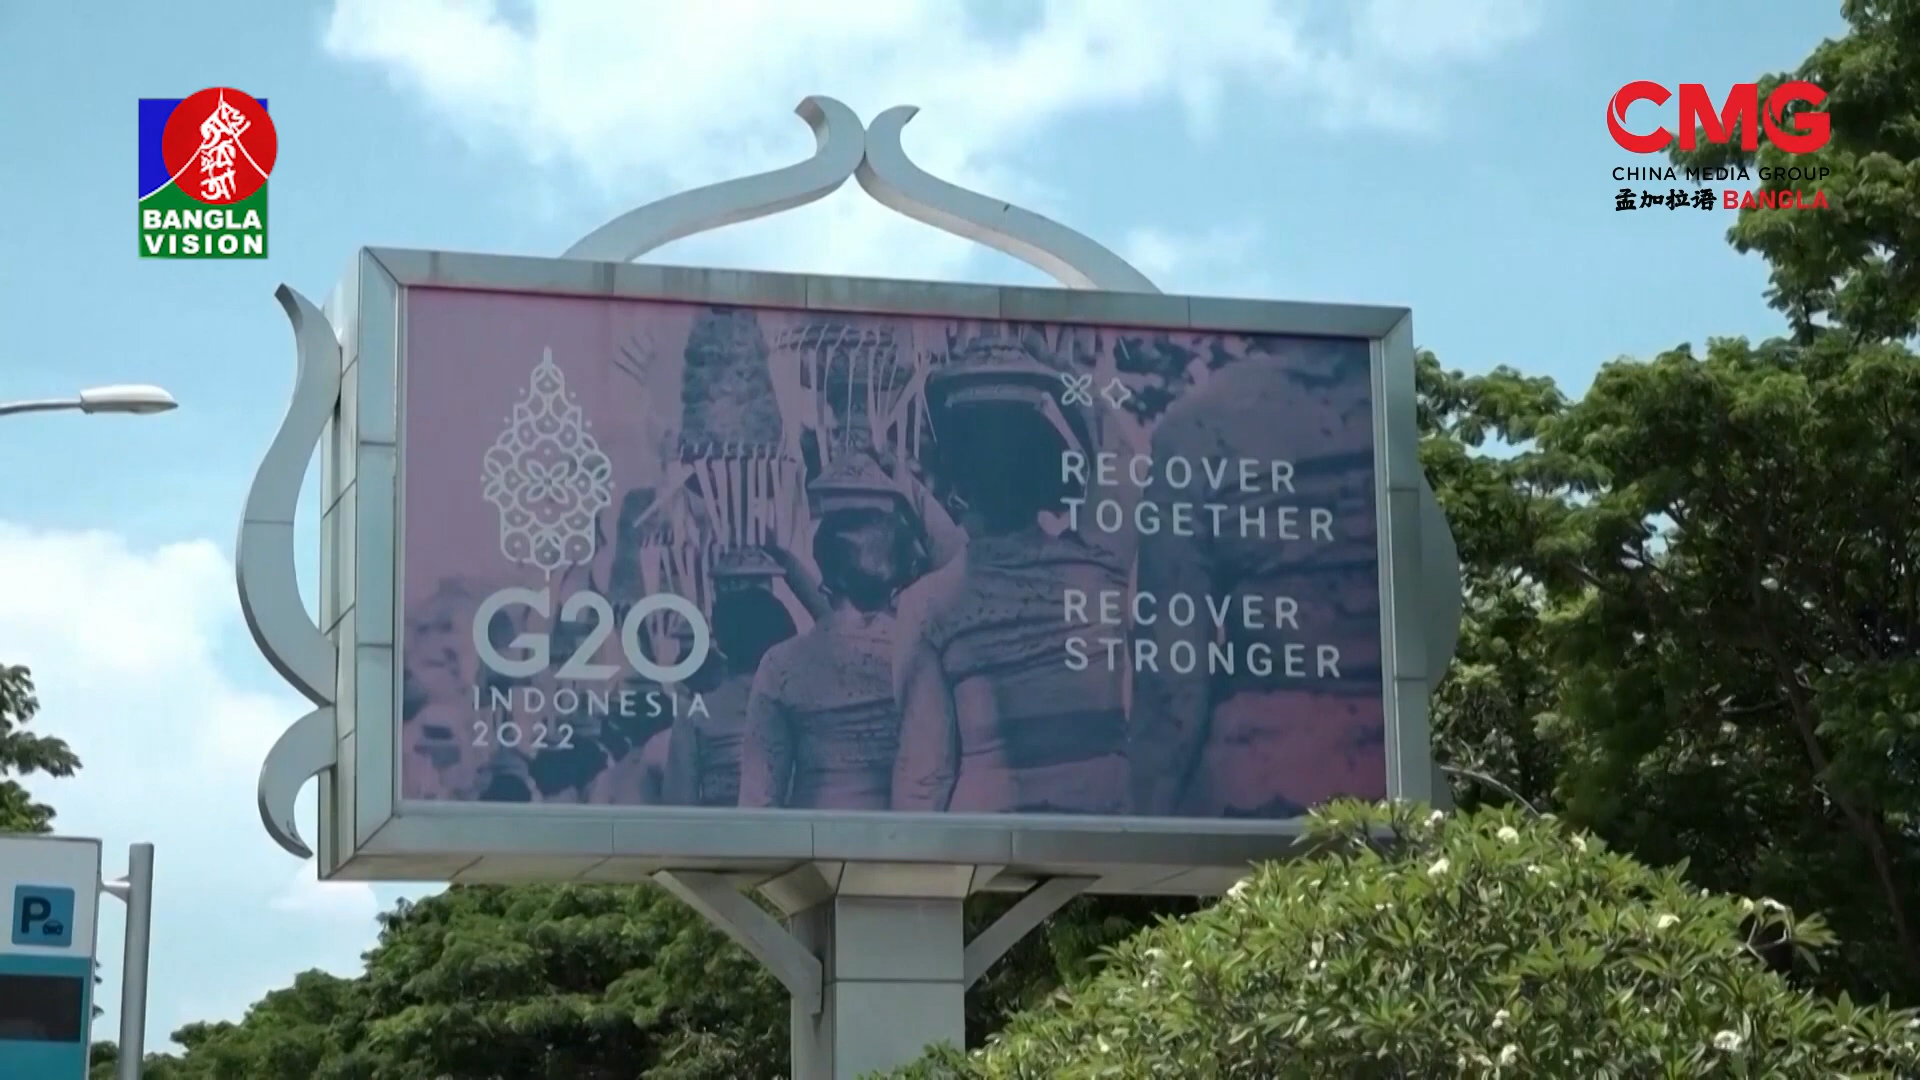 BANGLA
VISION
CMG
CHINA MEDIA GROUP
孟加拉语 BANGLA
G20
INDONESIA
2022
RECOVER
TOGETHER
RECOVER
STRONGER
P